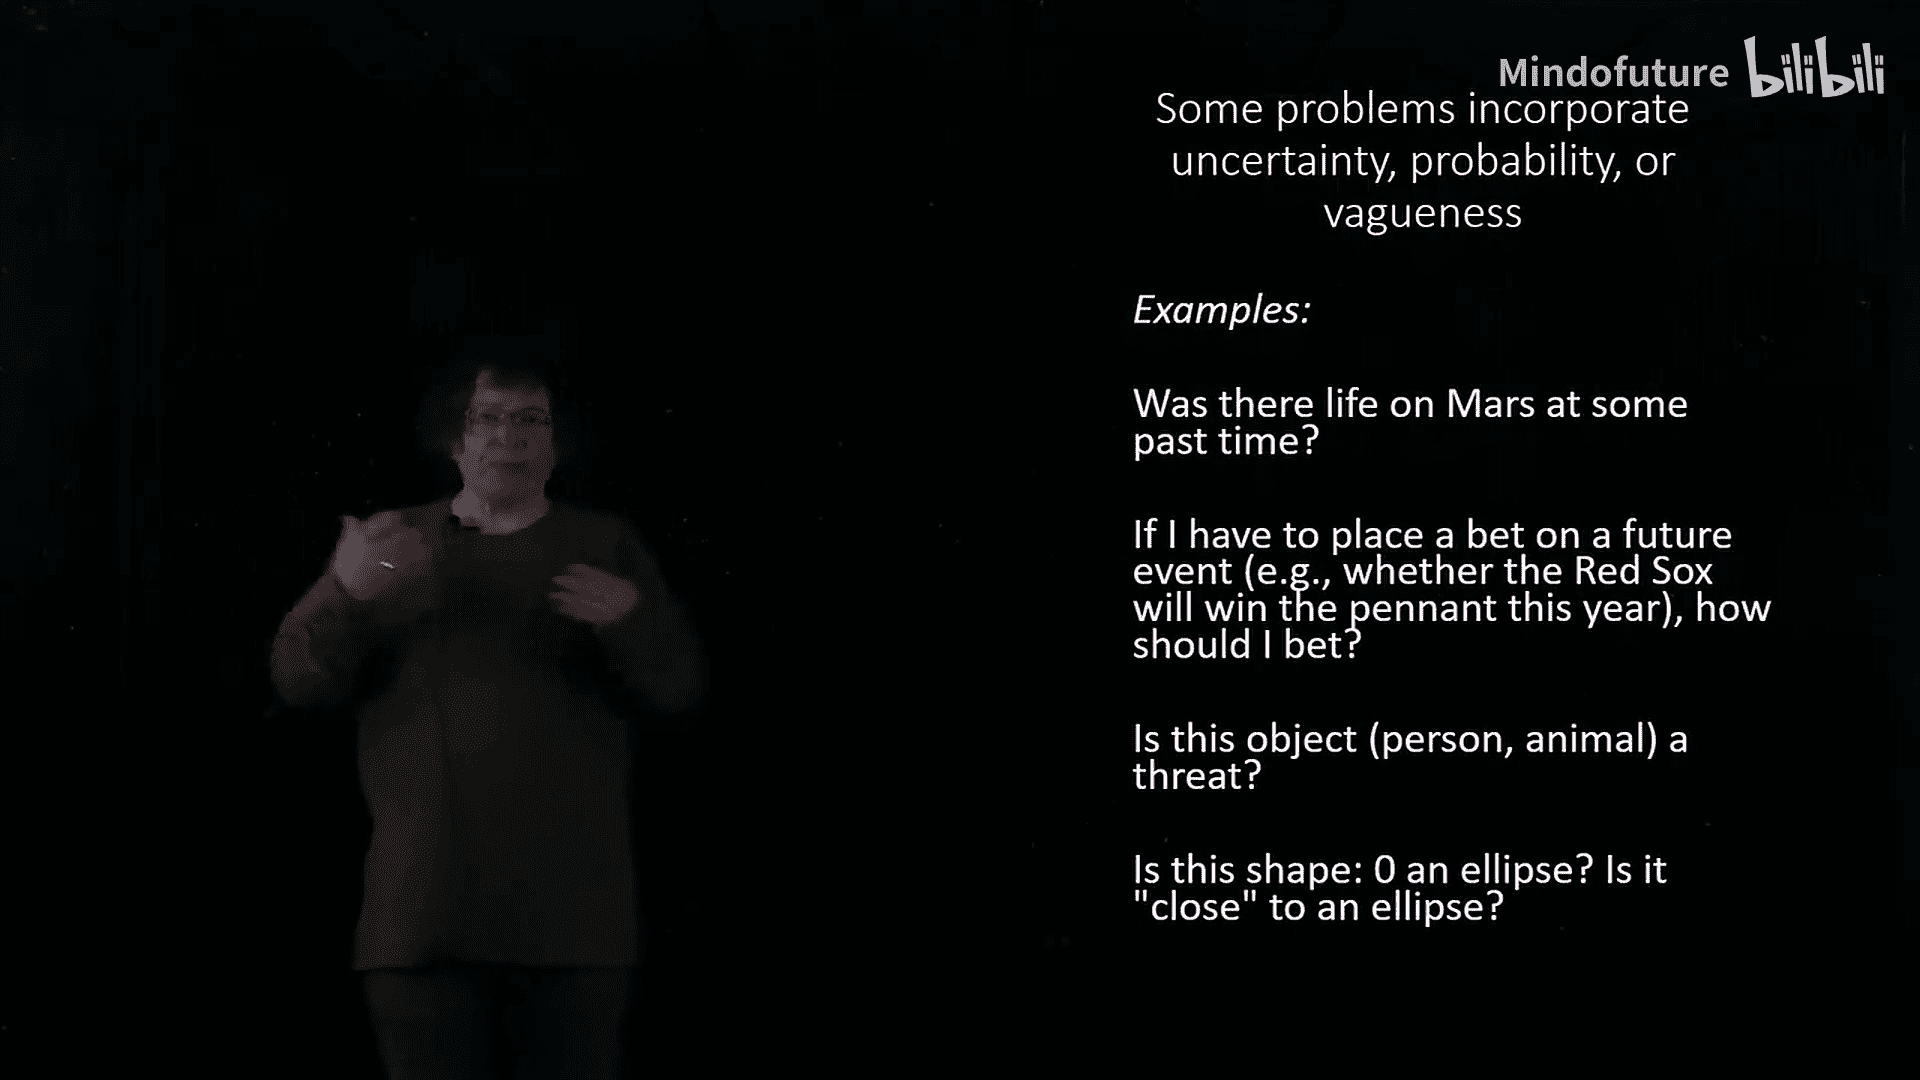 Mindofuture bilibili
Some problems incorporate
uncertainty, probability, or
vagueness
Examples:
Was there life on Mars at some
past time?
If I have to place a bet on a future
event (e.g., whether the Red Sox
will win the pennant this year), how
should I bet?
Is this object (person, animal) a
threat?
Is this shape: 0 an ellipse? Is it
"close" to an ellipse?